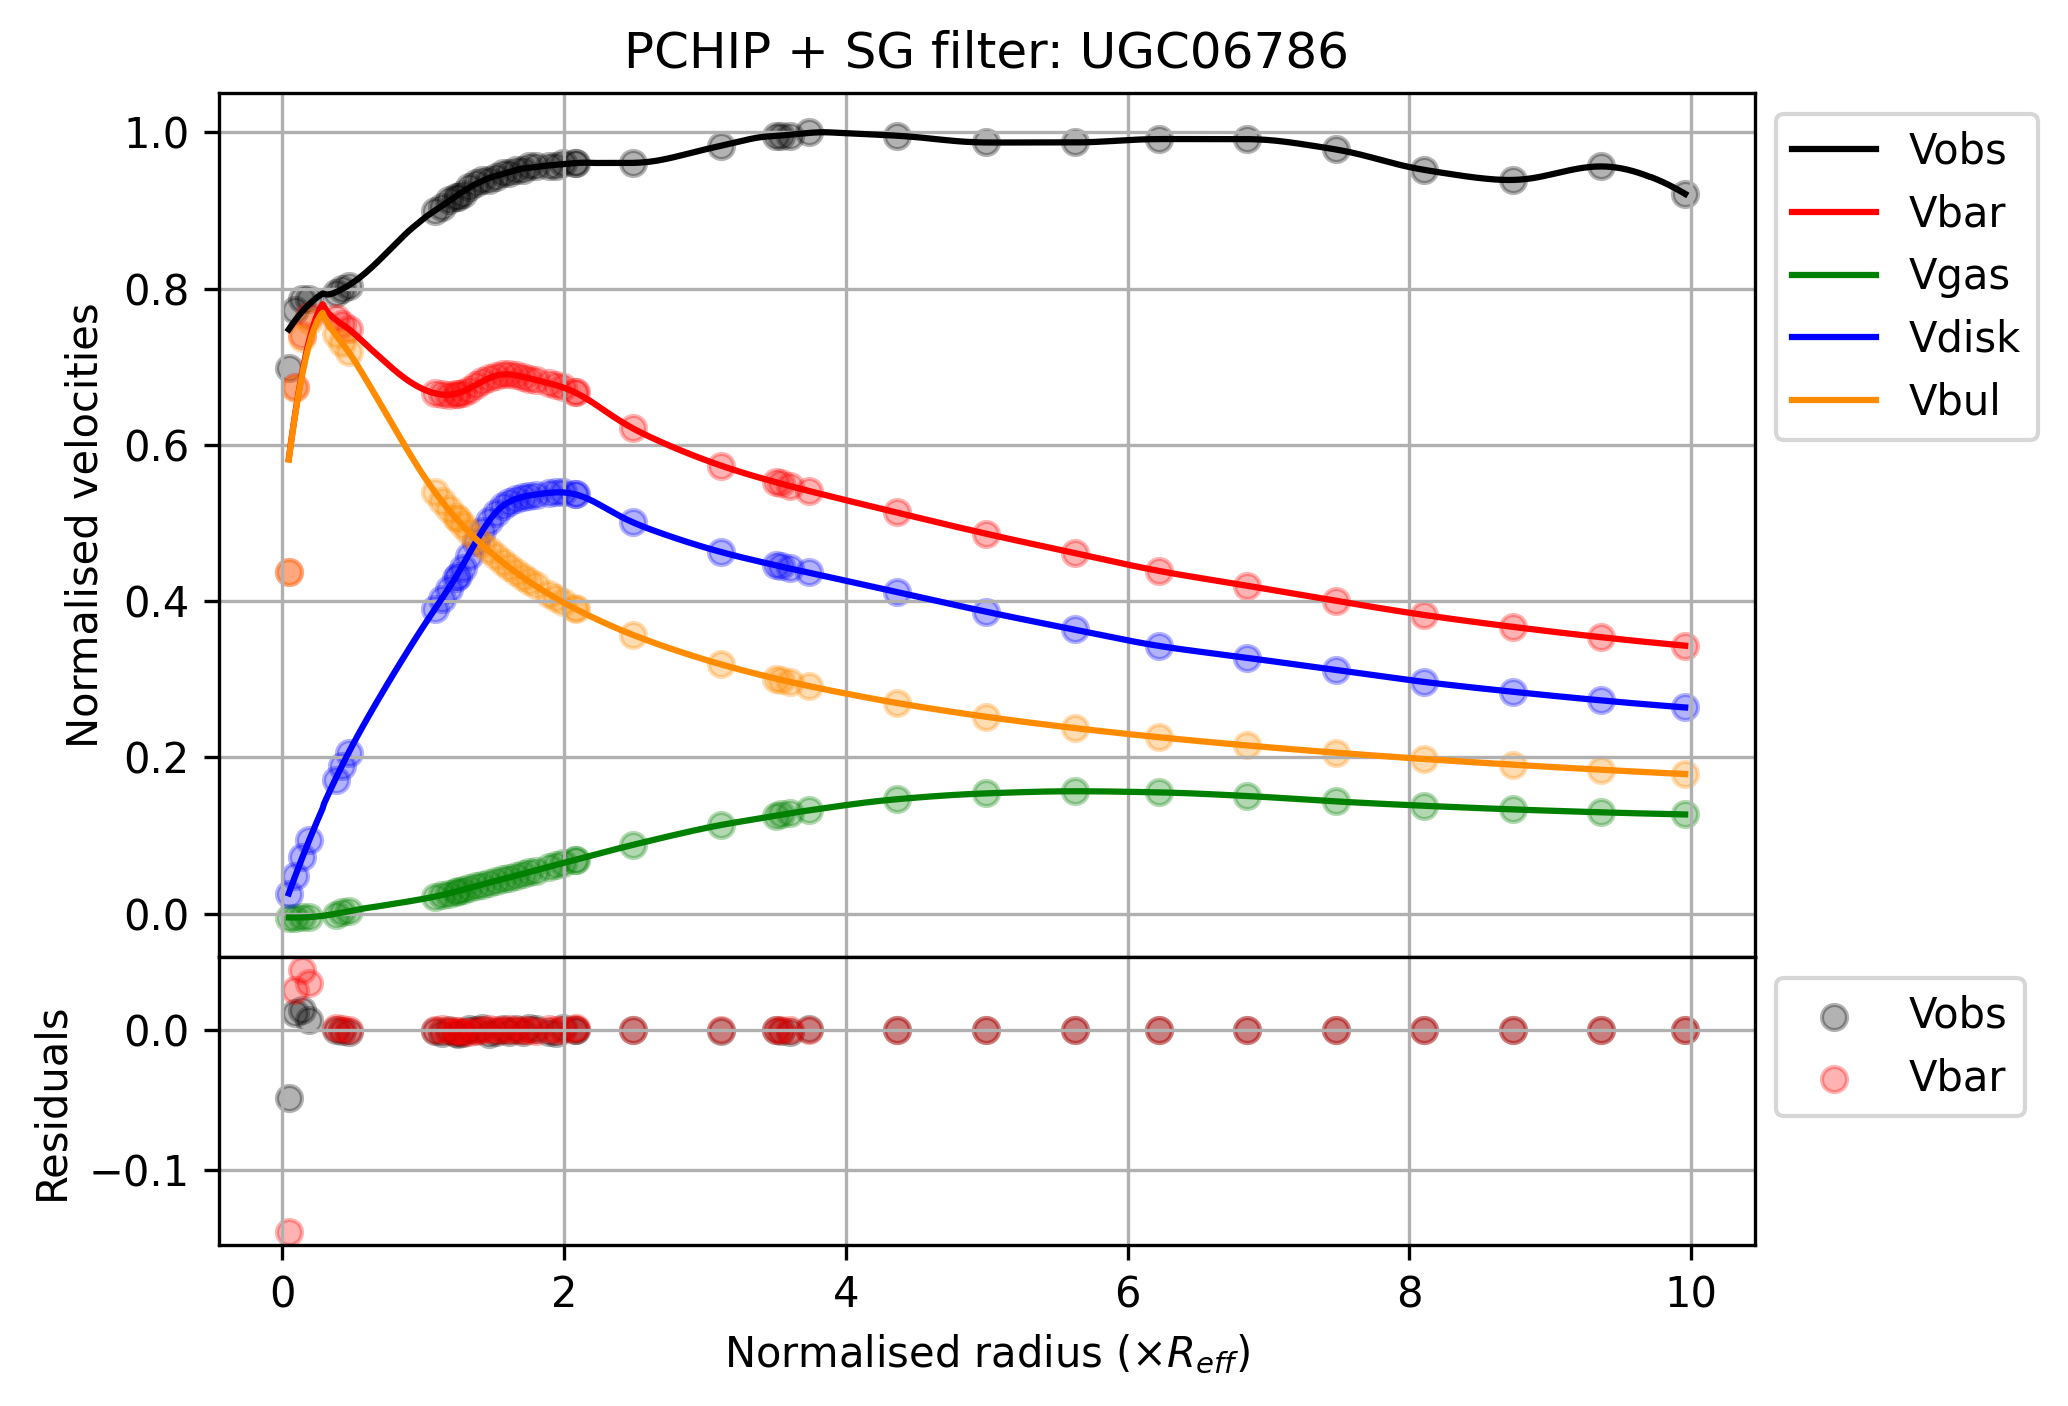 PCHIP + SG filter: UGC06786
Normalised velocities
1.0
0.8
0.6
0.4
0.2
0.0
Vobs
Vbar
Vgas
Vdisk
Vbul
Residuals
0.0
−0.1
Vobs
Vbar
0 2 4 6 8 10
Normalised radius (×R_eff)